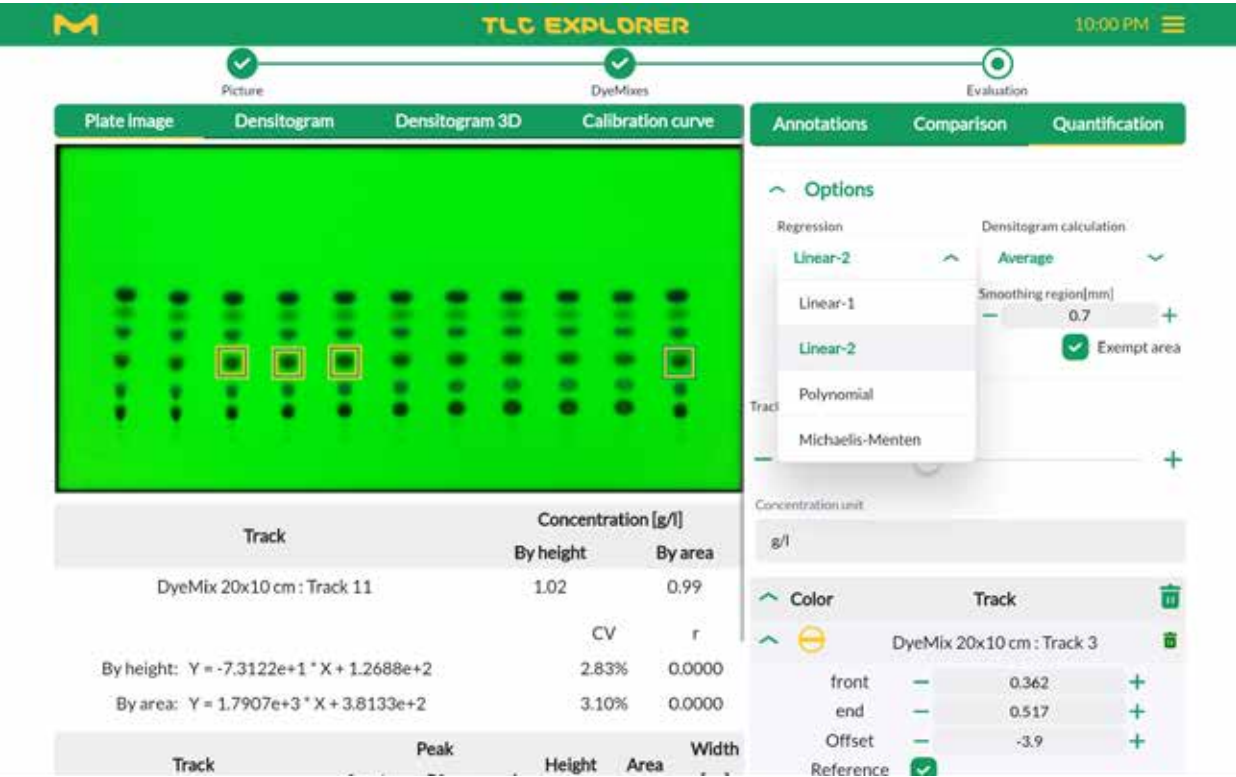 TLC EXPLORER
10:00 PM
Picture
DyeMixes
Evaluation
Plate image
Densitogram
Densitogram 3D
Calibration curve
Annotations
Comparison
Quantification
Options
Regression
Densitogram calculation
Linear-2
Average
Linear-1
Smoothing region[mm]
0.7
Linear-2
Exempt area
Polynomial
Michaelis-Menten
Concentration unit
g/l
Track
Concentration [g/l]
By height
By area
DyeMix 20x10 cm : Track 11
1.02
0.99
CV
r
By height: Y = -7.3122e+1 * X + 1.2688e+2
2.83%
0.0000
By area: Y = 1.7907e+3 * X + 3.8133e+2
3.10%
0.0000
Track
Peak
Height
Area
Width
Color
Track
DyeMix 20x10 cm : Track 3
front
0.362
end
0.517
Offset
-3.9
Reference